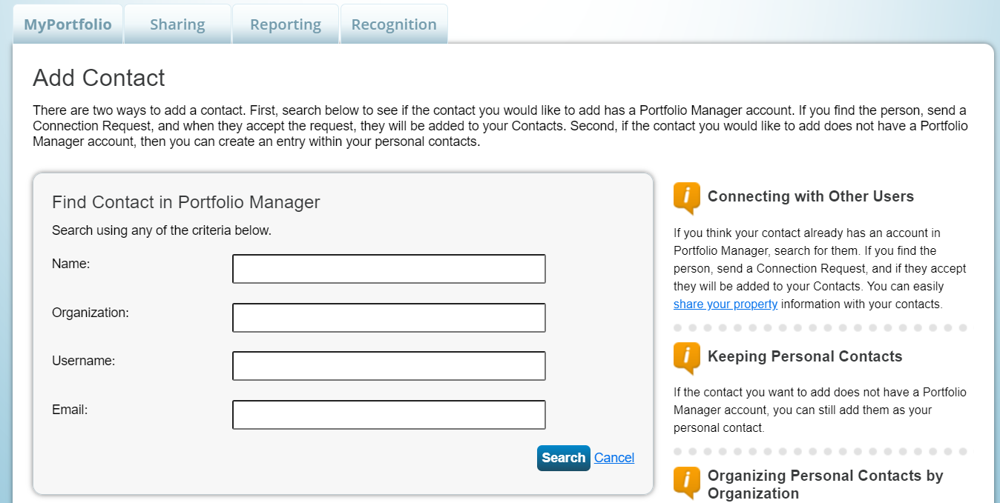 MyPortfolio Sharing Reporting Recognition
Add Contact
There are two ways to add a contact. First, search below to see if the contact you would like to add has a Portfolio Manager account. If you find the person, send a
Connection Request, and when they accept the request, they will be added to your Contacts. Second, if the contact you would like to add does not have a Portfolio
Manager account, then you can create an entry within your personal contacts.
Find Contact in Portfolio Manager
Search using any of the criteria below.
Name:
Organization:
Username:
Email:
Search Cancel
Connecting with Other Users
If you think your contact already has an account in
Portfolio Manager, search for them. If you find the
person, send a Connection Request, and if they accept
they will be added to your Contacts. You can easily
share your property information with your contacts.
Keeping Personal Contacts
If the contact you want to add does not have a Portfolio
Manager account, you can still add them as your
personal contact.
Organizing Personal Contacts by
Organization